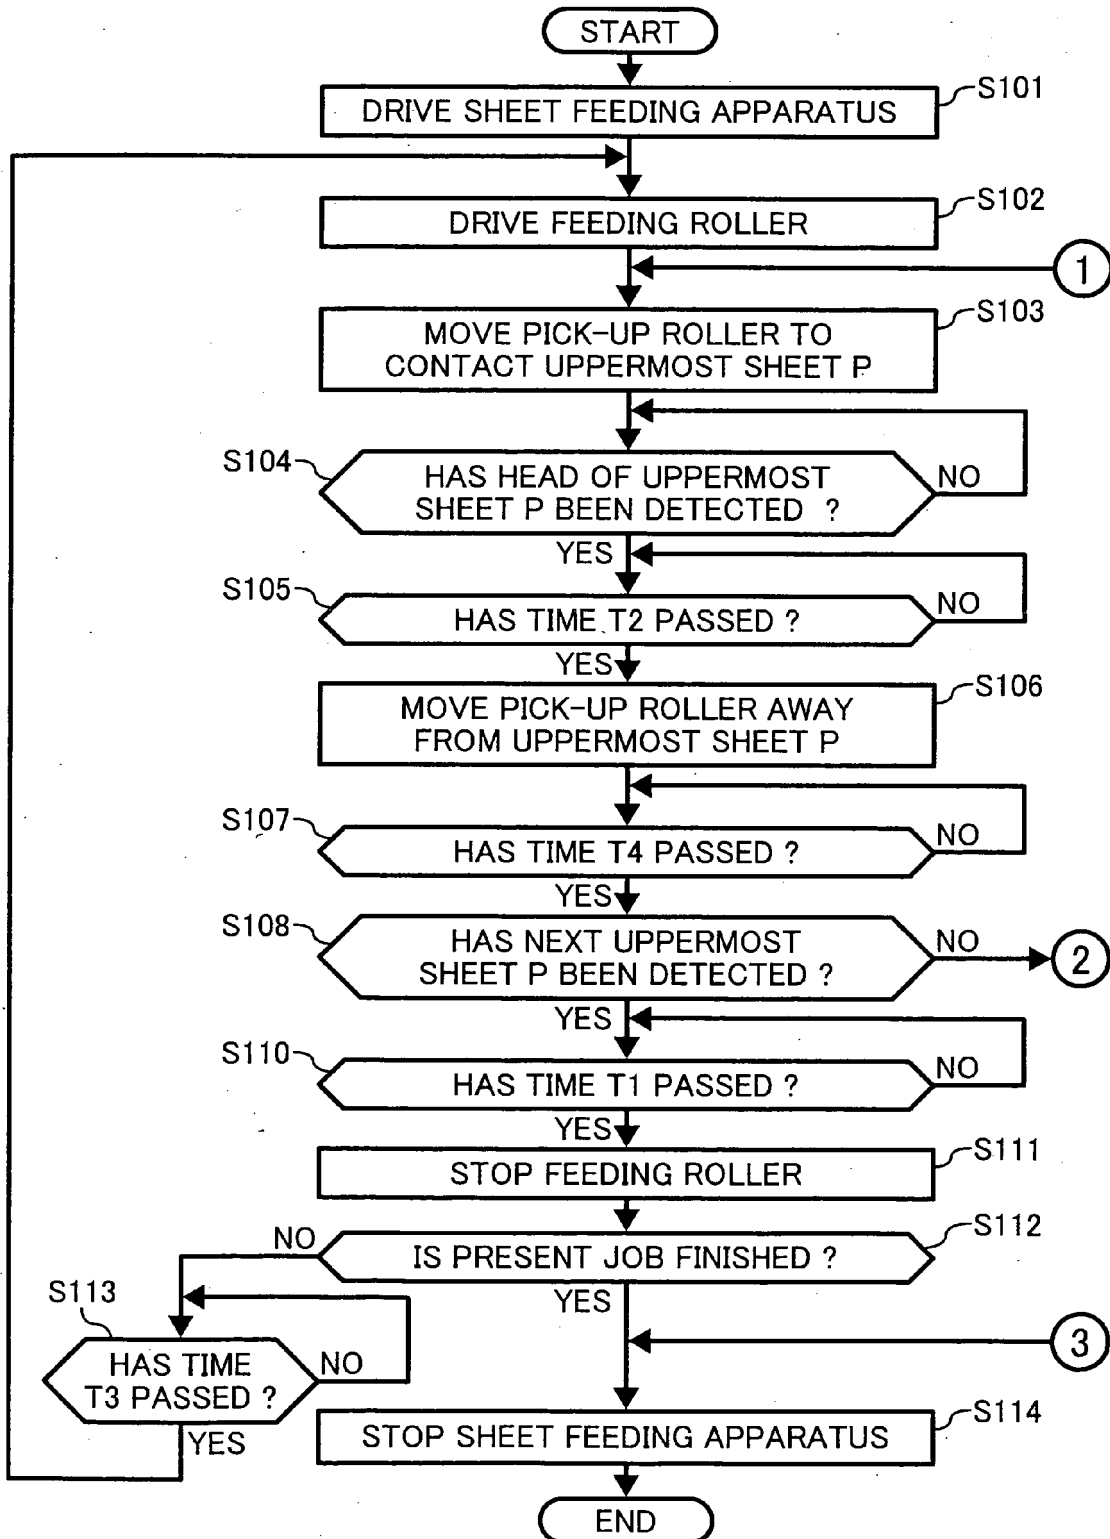 START
S101
DRIVE SHEET FEEDING APPARATUS
S102
DRIVE FEEDING ROLLER
1
S103
MOVE PICK-UP ROLLER TO
CONTACT UPPERMOST SHEET P
S104
HAS HEAD OF UPPERMOST
SHEET P BEEN DETECTED ?
NO
YES
S105
HAS TIME T2 PASSED ?
NO
YES
S106
MOVE PICK-UP ROLLER AWAY
FROM UPPERMOST SHEET P
S107
HAS TIME T4 PASSED ?
NO
YES
S108
HAS NEXT UPPERMOST
SHEET P BEEN DETECTED ?
NO
2
YES
S110
HAS TIME T1 PASSED ?
NO
YES
S111
STOP FEEDING ROLLER
S112
NO
IS PRESENT JOB FINISHED ?
YES
S113
HAS TIME
T3 PASSED ?
NO
YES
3
S114
STOP SHEET FEEDING APPARATUS
END